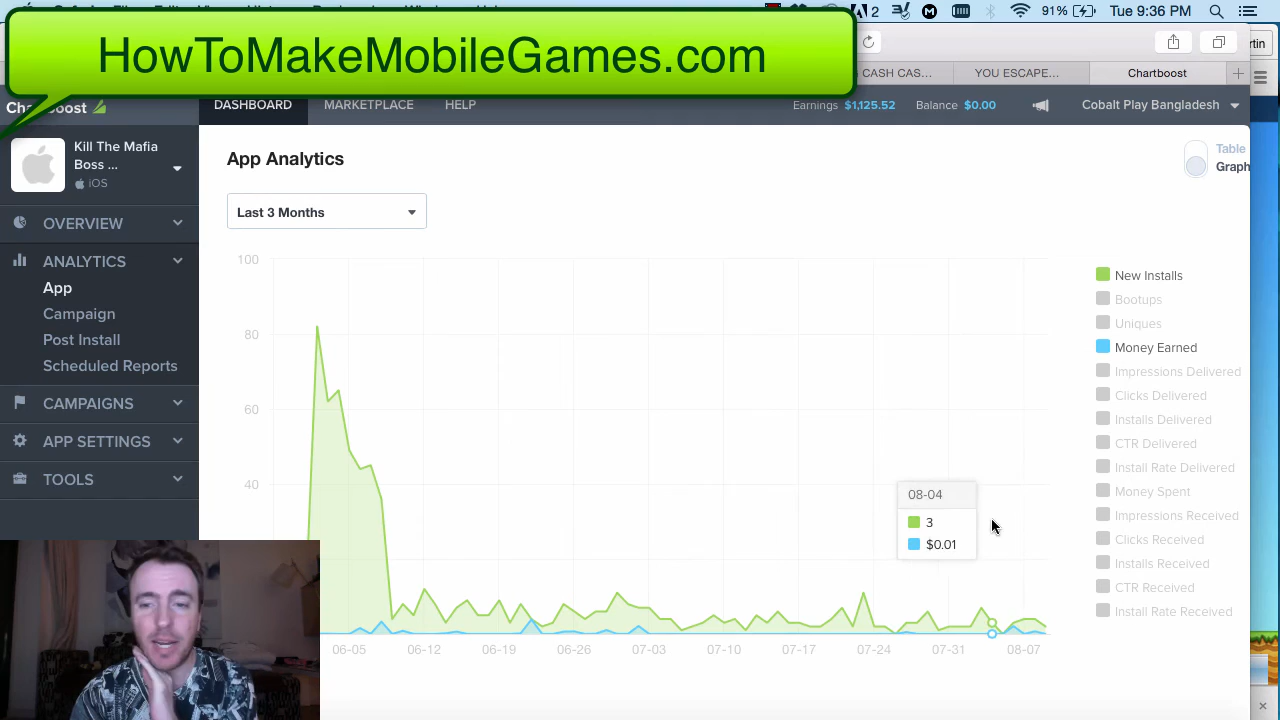 91% Tue 9:36 PM
HowToMakeMobileGames.com
CASH CAS...
YOU ESCAPE...
Chartboost
DASHBOARD
MARKETPLACE
HELP
Earnings $1,125.52
Balance $0.00
Cobalt Play Bangladesh
Kill The Mafia
Boss ...
iOS
OVERVIEW
ANALYTICS
App
Campaign
Post Install
Scheduled Reports
CAMPAIGNS
APP SETTINGS
TOOLS
App Analytics
Table
Graph
Last 3 Months
100
80
60
40
08-04
3
$0.01
06-05
06-12
06-19
06-26
07-03
07-10
07-17
07-24
07-31
08-07
New Installs
Bootups
Uniques
Money Earned
Impressions Delivered
Clicks Delivered
Installs Delivered
CTR Delivered
Install Rate Delivered
Money Spent
Impressions Received
Clicks Received
Installs Received
CTR Received
Install Rate Received